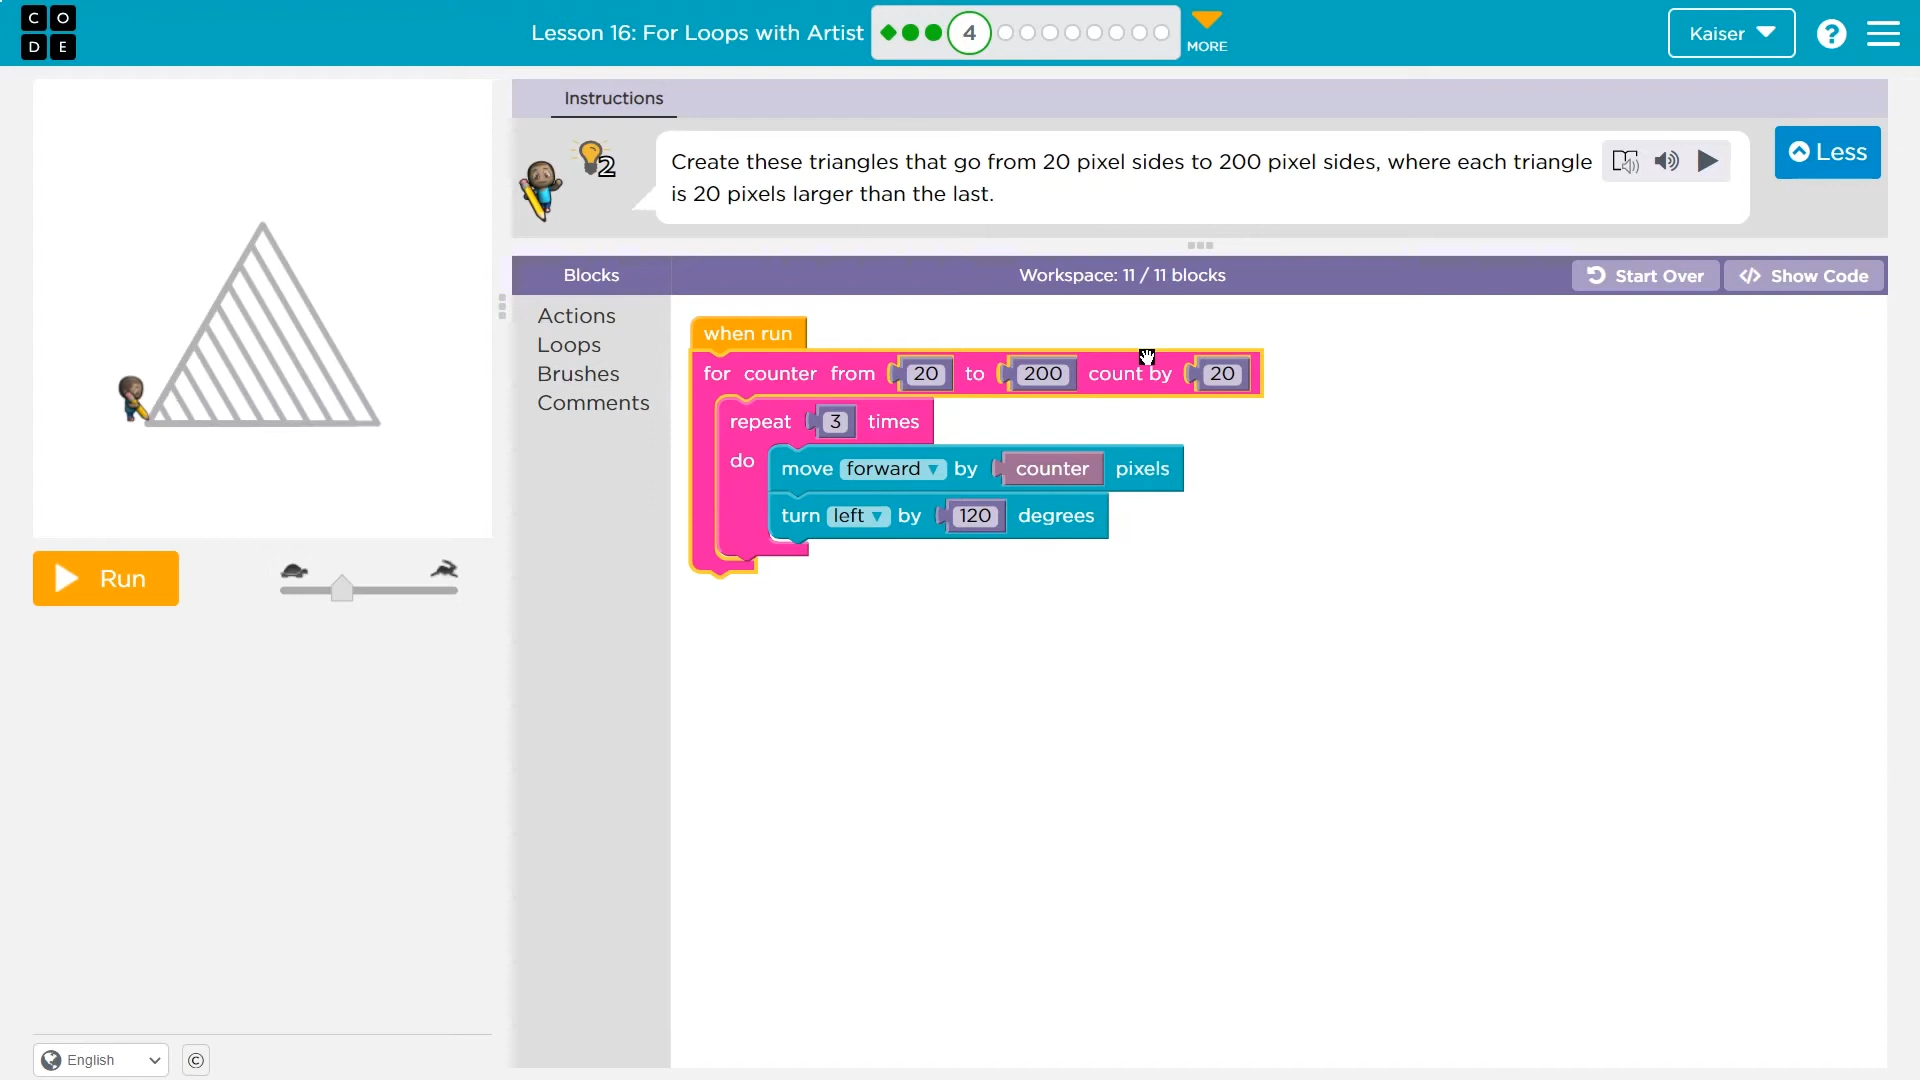 C O
D E
Lesson 16: For Loops with Artist
4
MORE
Kaiser
?
Instructions
2
Create these triangles that go from 20 pixel sides to 200 pixel sides, where each triangle
is 20 pixels larger than the last.
Less
Blocks
Workspace: 11 / 11 blocks
Start Over
Show Code
Actions
Loops
Brushes
Comments
when run
for counter from 20 to 200 count by 20
repeat 3 times
do
move forward by counter pixels
turn left by 120 degrees
Run
English
©